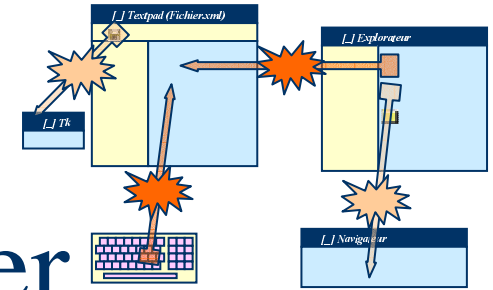 [_] Textpad (Fichier.xml)
[_] Explorateur
[_] Tk
[_] Navigateur
er